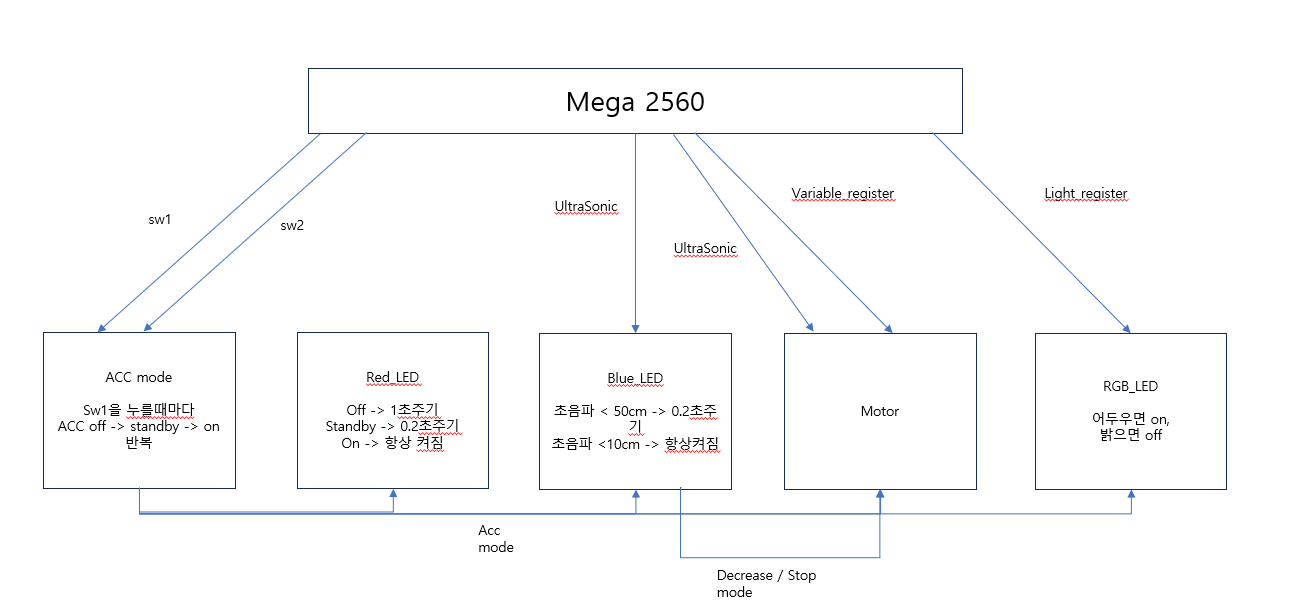 Mega 2560
sw1
sw2
UltraSonic
UltraSonic
Variable_register
Light_register
ACC mode
Sw1을 누를때마다
ACC off -> standby -> on
반복
Red_LED
Off -> 1초주기
Standby -> 0.2초주기
On -> 항상 켜짐
Blue_LED
초음파 < 50cm -> 0.2초주
기
초음파 <10cm -> 항상켜짐
Motor
RGB_LED
어두우면 on,
밝으면 off
Acc
mode
Decrease / Stop
mode